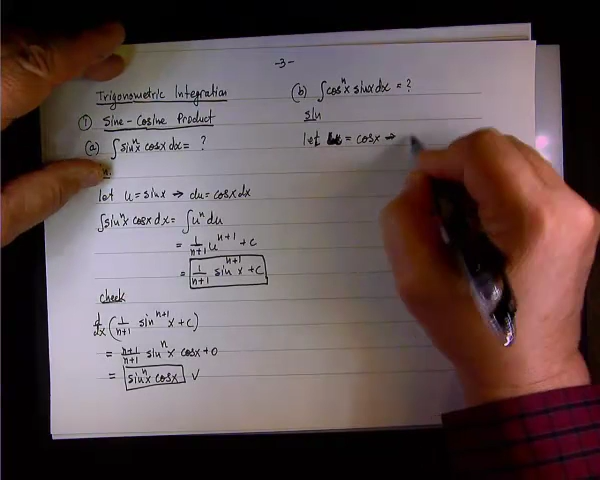 -3-
Trigonometric Integration
① Sine-Cosine Product
(a) ∫sinⁿx cosx dx = ?
let u = sinx ⇒ du = cosx dx
∫sinⁿx cosx dx = ∫uⁿ du
= 1/(n+1) uⁿ⁺¹ + c
= 1/(n+1) sinⁿ⁺¹x + c
check
d/dx (1/(n+1) sinⁿ⁺¹x + c)
= (n+1)/(n+1) sinⁿx cosx + 0
= sinⁿx cosx √
(b) ∫cosⁿx sinx dx = ?
sln
let = cosx ⇒